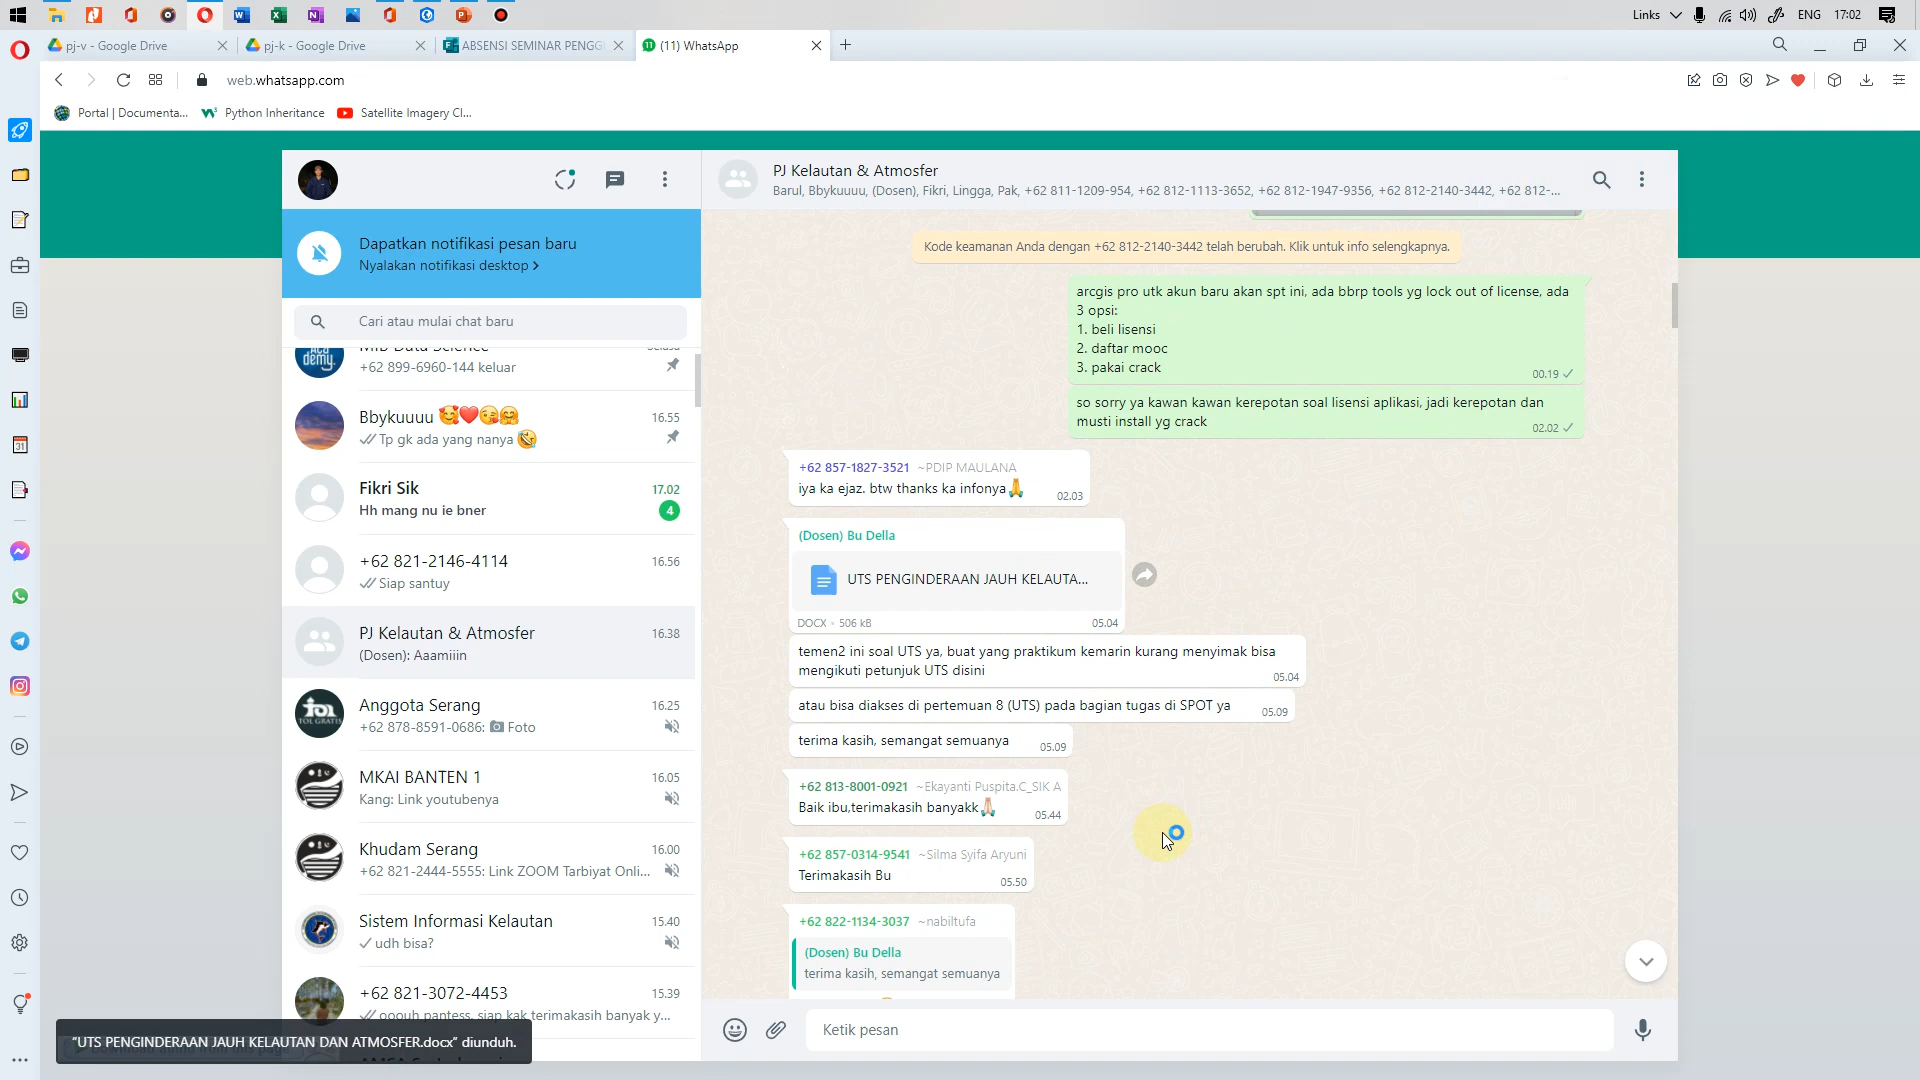 Links
ENG
17:02
pj-v - Google Drive
pj-k - Google Drive
ABSENSI SEMINAR PENGG
(11) WhatsApp
web.whatsapp.com
Portal | Documenta...
Python Inheritance
Satellite Imagery Cl...
Dapatkan notifikasi pesan baru
Nyalakan notifikasi desktop >
Cari atau mulai chat baru
+62 899-6960-144 keluar
Bbykuuuu 🥰❤️😘🤗
16.55
Tp gk ada yang nanya 🤣
Fikri Sik
17.02
Hh mang nu ie bner
4
+62 821-2146-4114
16.56
Siap santuy
PJ Kelautan & Atmosfer
16.38
(Dosen): Aaamiiin
TOL GRATIS
Anggota Serang
16.25
+62 878-8591-0686: Foto
MKAI BANTEN 1
16.05
Kang: Link youtubenya
Khudam Serang
16.00
+62 821-2444-5555: Link ZOOM Tarbiyat Onli...
Sistem Informasi Kelautan
15.40
udh bisa?
+62 821-3072-4453
15.39
ooouh pantess, siap kak terimakasih banyak y...
"UTS PENGINDERAAN JAUH KELAUTAN DAN ATMOSFER.docx" diunduh.
PJ Kelautan & Atmosfer
Barul, Bbykuuuu, (Dosen), Fikri, Lingga, Pak, +62 811-1209-954, +62 812-1113-3652, +62 812-1947-9356, +62 812-2140-3442, +62 812-...
Kode keamanan Anda dengan +62 812-2140-3442 telah berubah. Klik untuk info selengkapnya.
arcgis pro utk akun baru akan spt ini, ada bbrp tools yg lock out of license, ada
3 opsi:
1. beli lisensi
2. daftar mooc
3. pakai crack
00.19
so sorry ya kawan kawan kerepotan soal lisensi aplikasi, jadi kerepotan dan
musti install yg crack
02.02
+62 857-1827-3521 ~PDIP MAULANA
iya ka ejaz. btw thanks ka infonya🙏
02.03
(Dosen) Bu Della
UTS PENGINDERAAN JAUH KELAUTA...
DOCX • 506 kB
05.04
temen2 ini soal UTS ya, buat yang praktikum kemarin kurang menyimak bisa
mengikuti petunjuk UTS disini
05.04
atau bisa diakses di pertemuan 8 (UTS) pada bagian tugas di SPOT ya
05.09
terima kasih, semangat semuanya
05.09
+62 813-8001-0921 ~Ekayanti Puspita.C_SIK A
Baik ibu,terimakasih banyakk🙏🏻
05.44
+62 857-0314-9541 ~Silma Syifa Aryuni
Terimakasih Bu
05.50
+62 822-1134-3037 ~nabiltufa
(Dosen) Bu Della
terima kasih, semangat semuanya
Ketik pesan